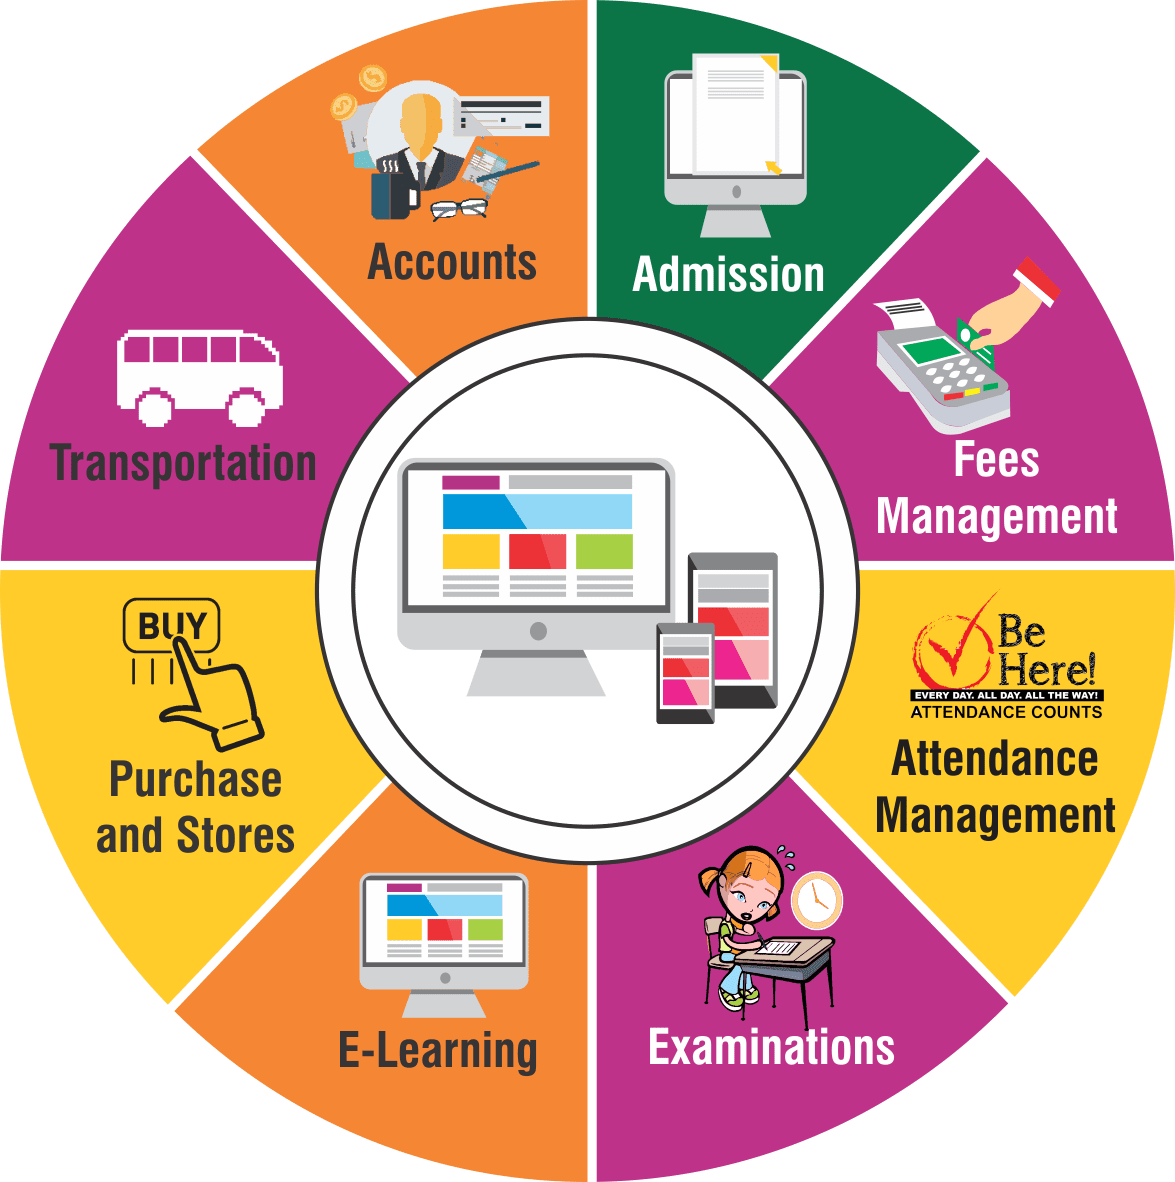 Accounts
Admission
Transportation
Fees
Management
BUY
Purchase
and Stores
Be
Here!
EVERY DAY. ALL DAY. ALL THE WAY!
ATTENDANCE COUNTS
Attendance
Management
E-Learning
Examinations